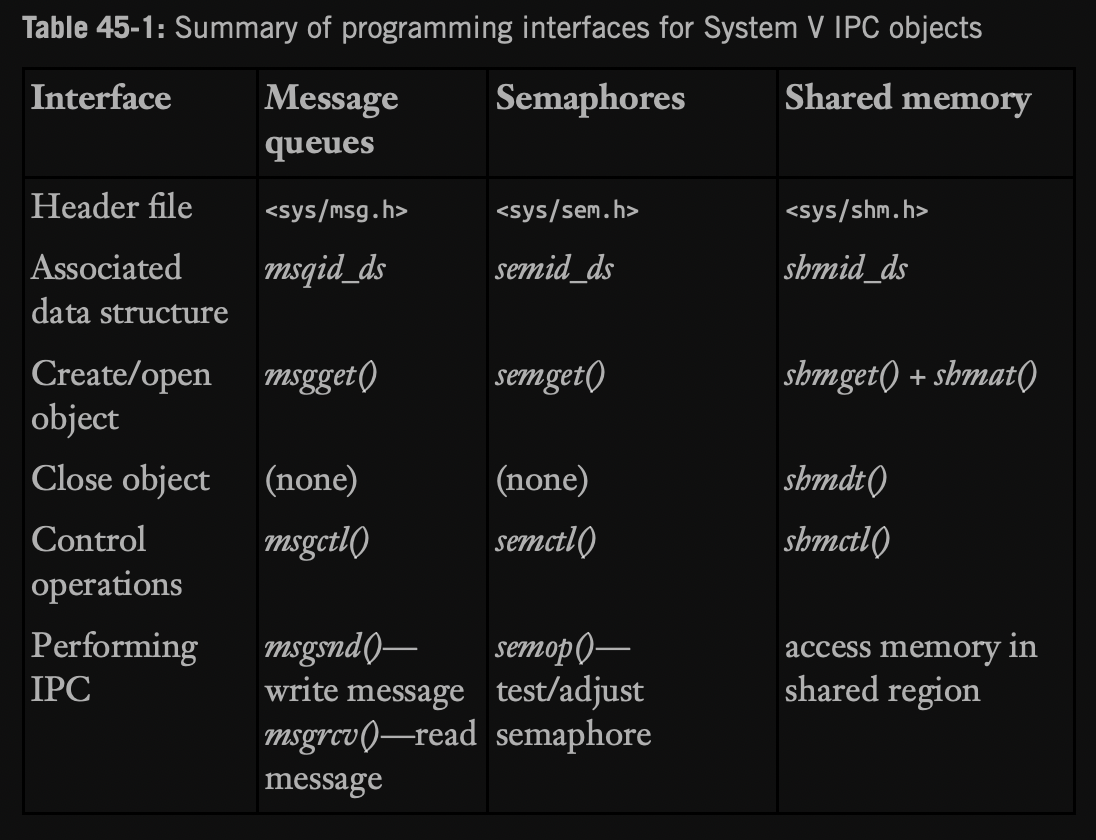 Table 45-1: Summary of programming interfaces for System V IPC objects
Interface Message Semaphores Shared memory
queues
Header file <sys/msg.h> <sys/sem.h> <sys/shm.h>
Associated msqid_ds semid_ds shmid_ds
data structure
Create/open msgget() semget() shmget() + shmat()
object
Close object (none) (none) shmdt()
Control msgctl() semctl() shmctl()
operations
Performing msgsnd()— semop()— access memory in
IPC write message test/adjust shared region
msgrcv()—read semaphore
message